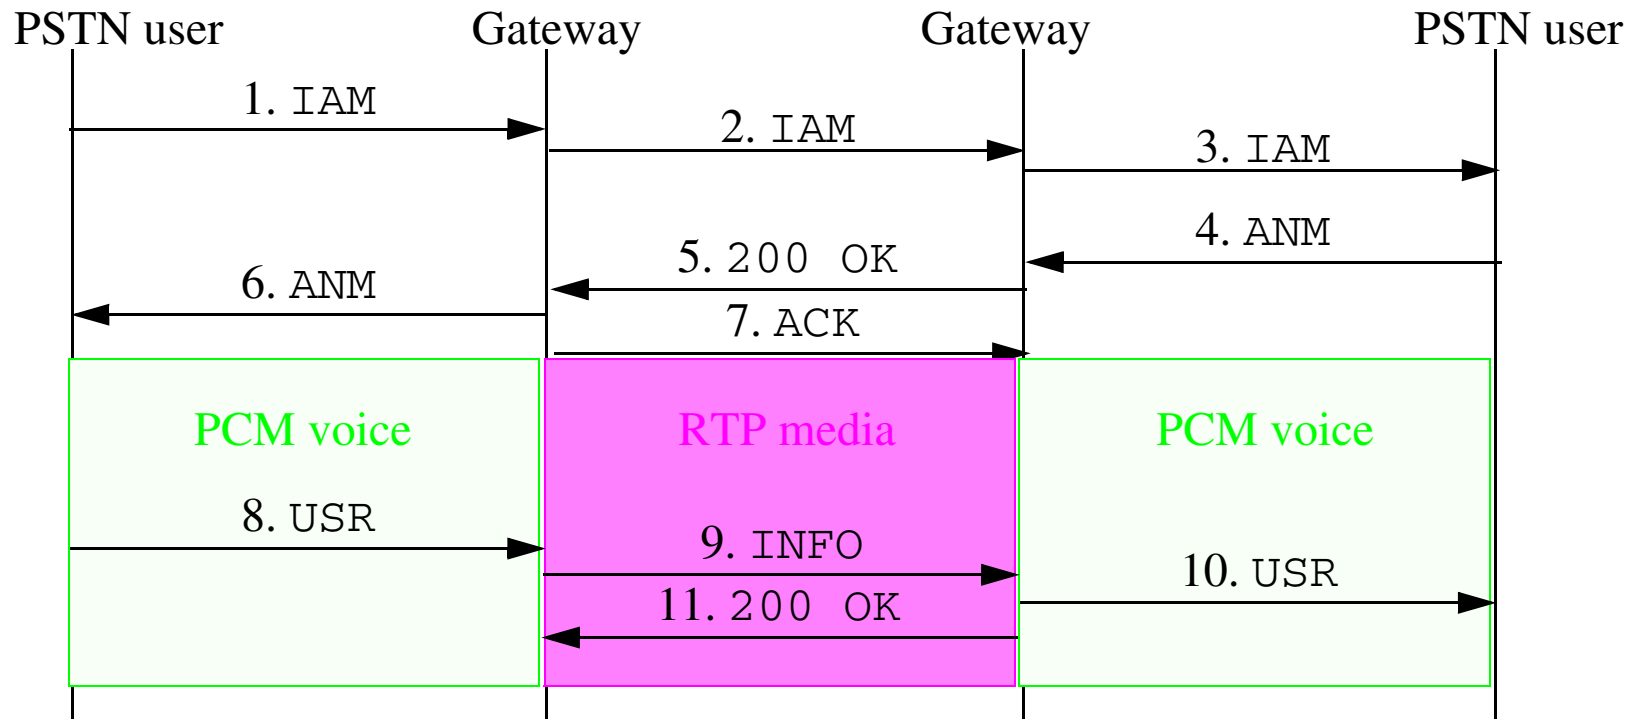 PSTN user
Gateway
Gateway
PSTN user
1. IAM
2. IAM
3. IAM
4. ANM
5. 200 OK
6. ANM
7. ACK
PCM voice
RTP media
PCM voice
8. USR
9. INFO
10. USR
11. 200 OK